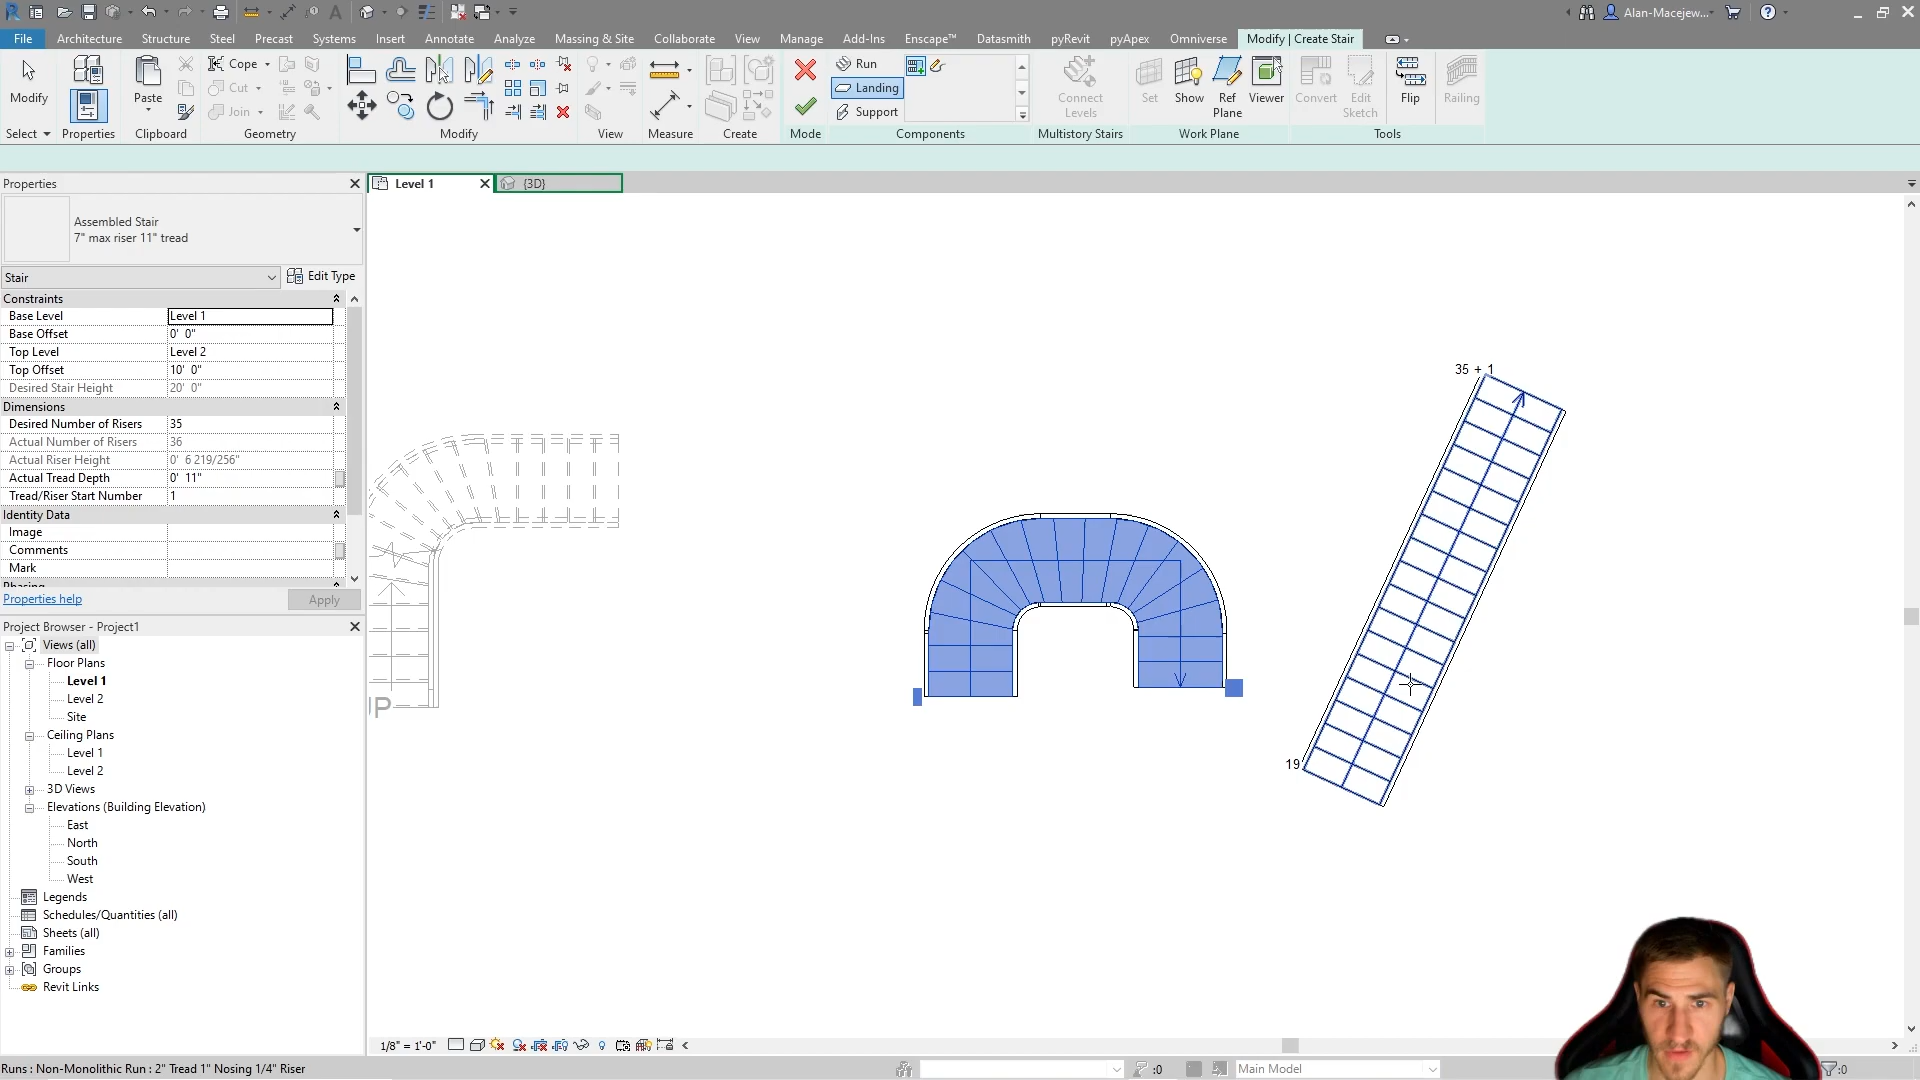 Alan-Macejew...
File Architecture Structure Steel Precast Systems Insert Annotate Analyze Massing & Site Collaborate View Manage Add-Ins Enscape™ Datasmith pyRevit pyApex Omniverse Modify | Create Stair
Modify
Select
Properties
Paste
Clipboard
Cope
Cut
Join
Geometry
Modify
View
Measure
Create
Mode
Run
Landing
Support
Components
Connect Levels
Multistory Stairs
Set
Show
Ref Plane
Viewer
Work Plane
Convert
Edit Sketch
Flip
Tools
Railing
Properties
Level 1
{3D}
Assembled Stair
7" max riser 11" tread
Stair
Edit Type
Constraints
Base Level Level 1
Base Offset 0' 0"
Top Level Level 2
Top Offset 10' 0"
Desired Stair Height 20' 0"
Dimensions
Desired Number of Risers 35
Actual Number of Risers 36
Actual Riser Height 0' 6 219/256"
Actual Tread Depth 0' 11"
Tread/Riser Start Number 1
Identity Data
Image
Comments
Mark
Phasing
Properties help
Apply
Project Browser - Project1
Views (all)
Floor Plans
Level 1
Level 2
Site
Ceiling Plans
Level 1
Level 2
3D Views
Elevations (Building Elevation)
East
North
South
West
Legends
Schedules/Quantities (all)
Sheets (all)
Families
Groups
Revit Links
35 + 1
19
UP
1/8" = 1'-0"
Runs : Non-Monolithic Run : 2" Tread 1" Nosing 1/4" Riser
:0
Main Model
:0